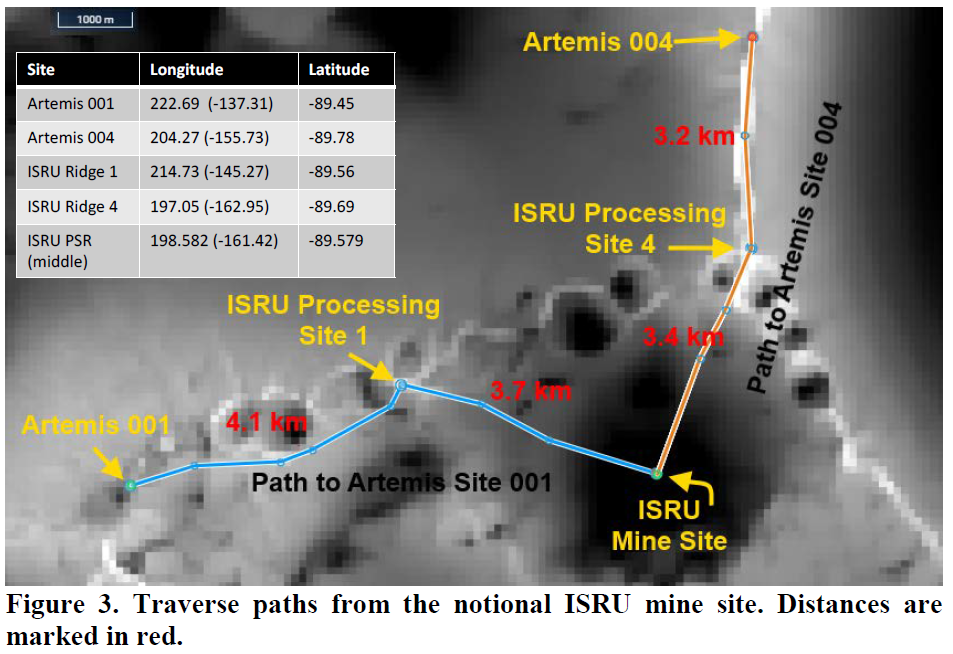 1000 m
Site Longitude Latitude
Artemis 001 222.69 (-137.31) -89.45
Artemis 004 204.27 (-155.73) -89.78
ISRU Ridge 1 214.73 (-145.27) -89.56
ISRU Ridge 4 197.05 (-162.95) -89.69
ISRU PSR 198.582 (-161.42) -89.579
(middle)
Artemis 004
3.2 km
Path to Artemis Site 004
ISRU Processing
Site 4
3.4 km
ISRU Processing
Site 1
3.7 km
4.1 km
Artemis 001
Path to Artemis Site 001
ISRU
Mine Site
Figure 3. Traverse paths from the notional ISRU mine site. Distances are
marked in red.